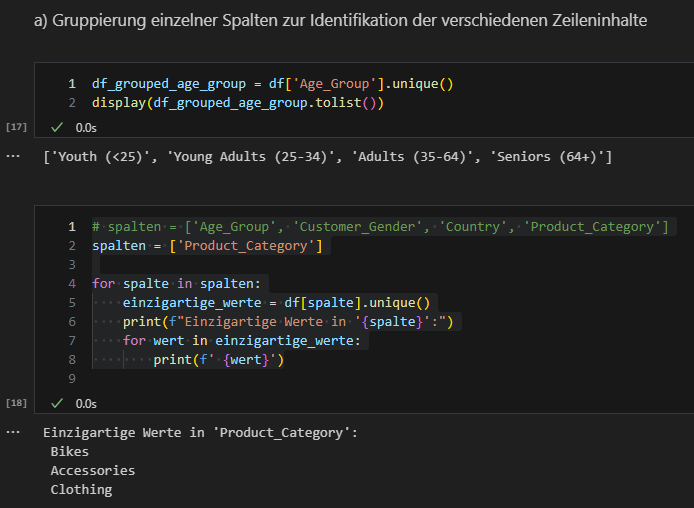 a) Gruppierung einzelner Spalten zur Identifikation der verschiedenen Zeileninhalte
1 df_grouped_age_group = df['Age_Group'].unique()
2 display(df_grouped_age_group.tolist())
[17] ✓ 0.0s
... ['Youth (<25)', 'Young Adults (25-34)', 'Adults (35-64)', 'Seniors (64+)']
1 # spalten = ['Age_Group', 'Customer_Gender', 'Country', 'Product_Category']
2 spalten = ['Product_Category']
3
4 for spalte in spalten:
5     einzigartige_werte = df[spalte].unique()
6     print(f"Einzigartige Werte in '{spalte}':")
7     for wert in einzigartige_werte:
8         print(f' {wert}')
9
[18] ✓ 0.0s
... Einzigartige Werte in 'Product_Category':
Bikes
Accessories
Clothing